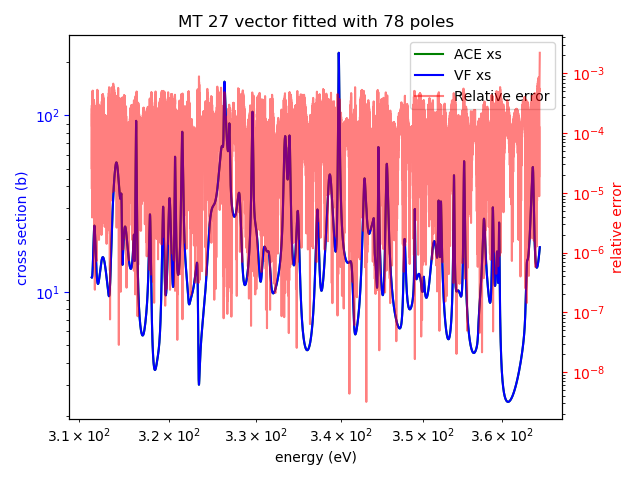 MT 27 vector fitted with 78 poles
ACE xs
VF xs
Relative error
cross section (b)
10²
10¹
relative error
10⁻³
10⁻⁴
10⁻⁵
10⁻⁶
10⁻⁷
10⁻⁸
3.1 × 10² 3.2 × 10² 3.3 × 10² 3.4 × 10² 3.5 × 10² 3.6 × 10²
energy (eV)